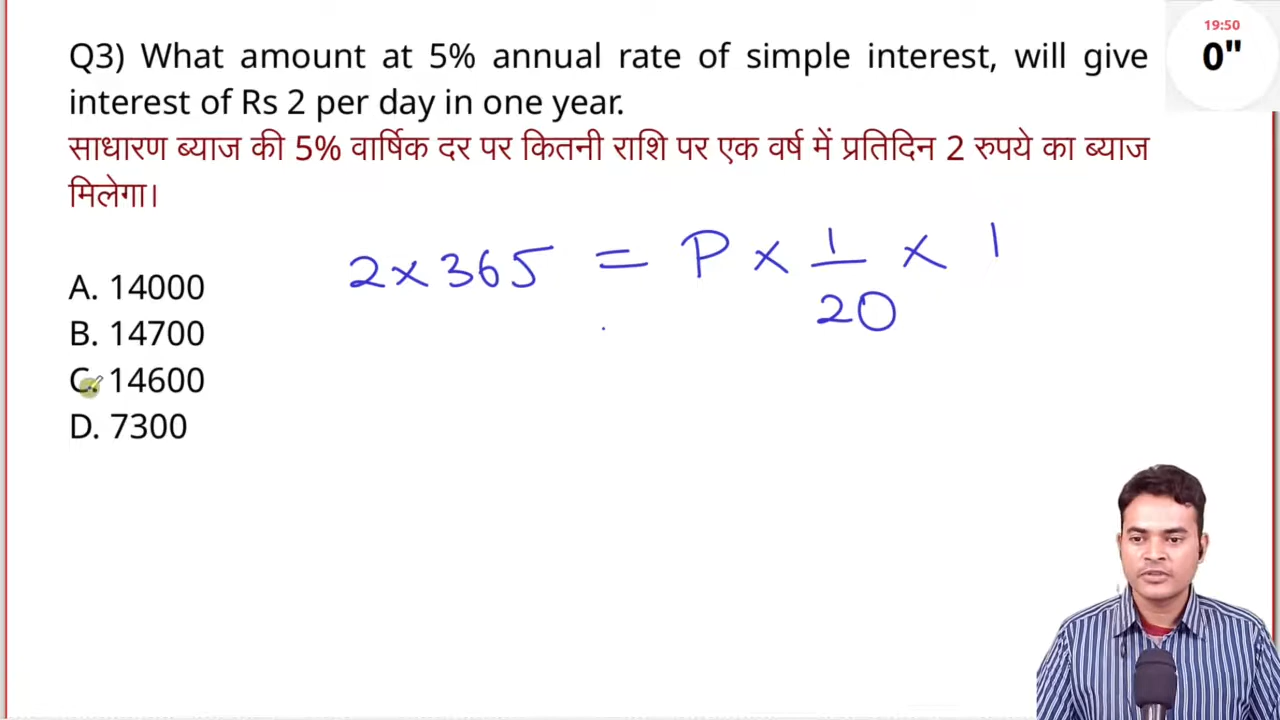 19:50
0"
Q3) What amount at 5% annual rate of simple interest, will give
interest of Rs 2 per day in one year.
साधारण ब्याज की 5% वार्षिक दर पर कितनी राशि पर एक वर्ष में प्रतिदिन 2 रुपये का ब्याज
मिलेगा।
2 × 365 = P × 1/20 × 1
A. 14000
B. 14700
C. 14600
D. 7300